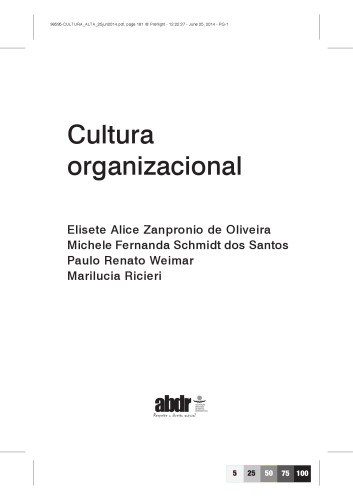 Cultura
organizacional
Elisete Alice Zanpronio de Oliveira
Michele Fernanda Schmidt dos Santos
Paulo Renato Weimar
Marilucia Ricieri
abdr
5 25 50 75 100